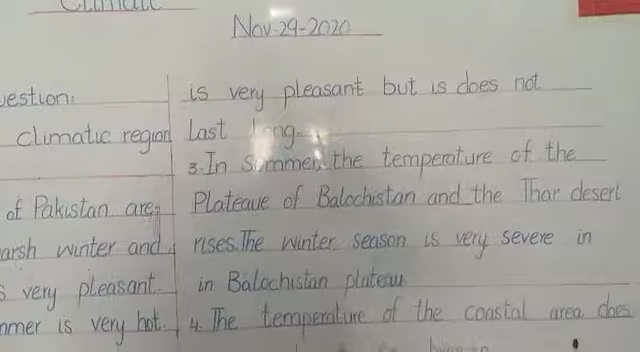 Climate
Nov-29-2020
uestion:
climatic region
of Pakistan are:
arsh winter and
s very pleasant.
mmer is very hot.
is very pleasant but is does not
Last long.
3. In Summer, the temperature of the
Plateaue of Balochistan and the Thar desert
rises. The winter season is very severe in
in Balochistan plateau
4. The temperature of the coastal area does